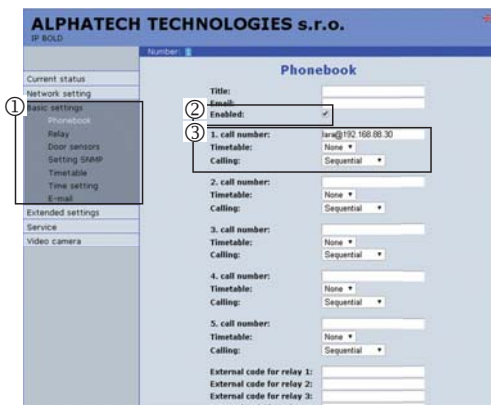 ALPHATECH TECHNOLOGIES s.r.o.
IP BOLD
Number: 1
Current status
Network setting
① Basic settings
Phonebook
Relay
Door sensors
Setting SNMP
Timetable
Time setting
E-mail
Extended settings
Service
Video camera
Phonebook
Title:
Email:
② Enabled:
③ 1. call number: lara@192.168.88.30
Timetable: None
Calling: Sequential
2. call number:
Timetable: None
Calling: Sequential
3. call number:
Timetable: None
Calling: Sequential
4. call number:
Timetable: None
Calling: Sequential
5. call number:
Timetable: None
Calling: Sequential
External code for relay 1:
External code for relay 2:
External code for relay 3: